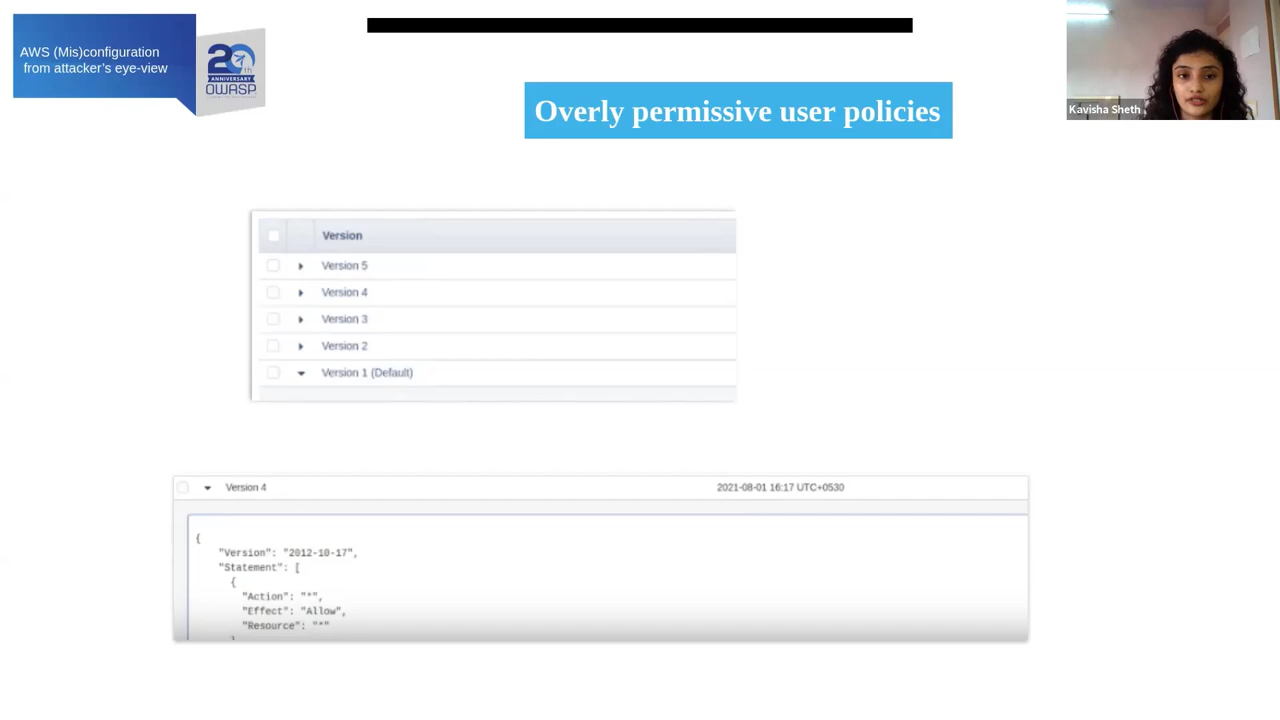 AWS (Mis)configuration
from attacker's eye-view
20th
ANNIVERSARY
OWASP
Kavisha Sheth
Overly permissive user policies
Version
Version 5
Version 4
Version 3
Version 2
Version 1 (Default)
Version 4 2021-08-01 16:17 UTC+0530
{
"Version": "2012-10-17",
"Statement": [
{
"Action": "*",
"Effect": "Allow",
"Resource": "*"
}